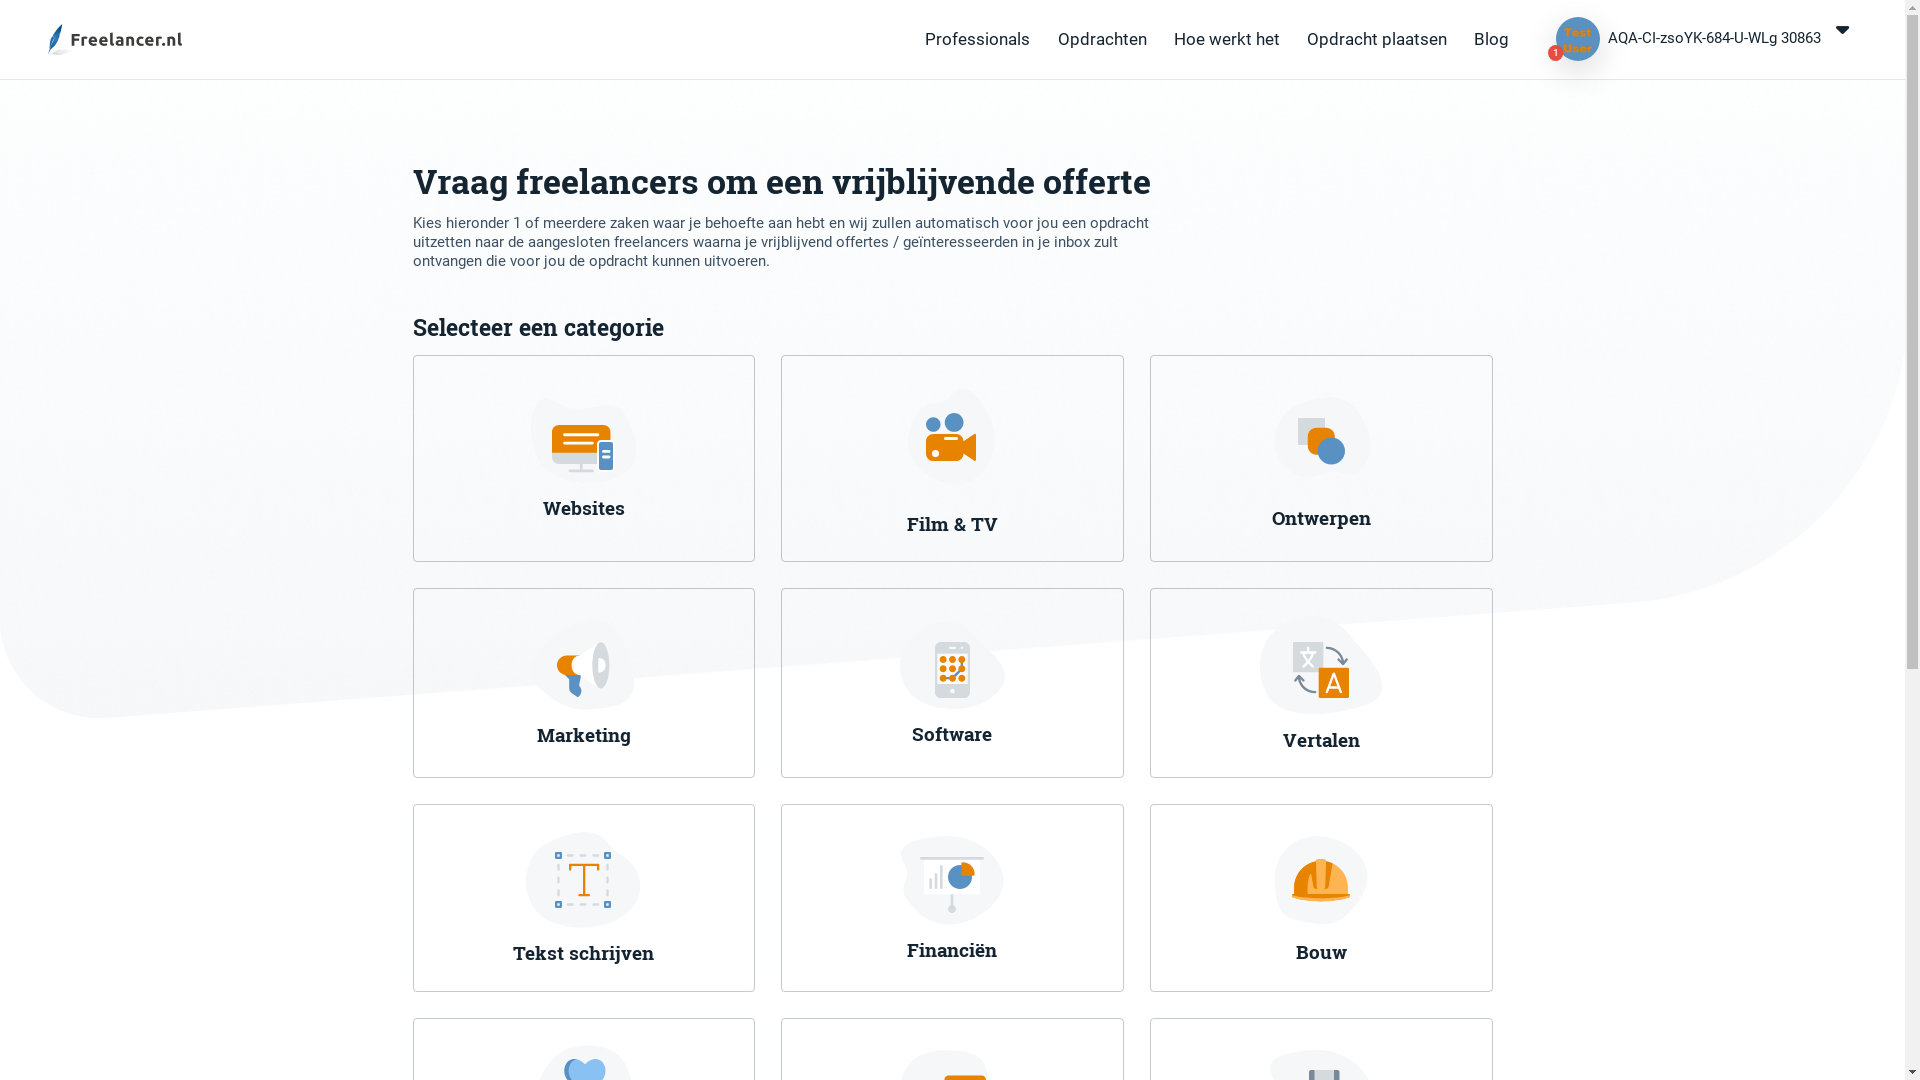 Freelancer.nl
Professionals
Opdrachten
Hoe werkt het
Opdracht plaatsen
Blog
Test
User
1
AQA-CI-zsoYK-684-U-WLg 30863
Vraag freelancers om een vrijblijvende offerte
Kies hieronder 1 of meerdere zaken waar je behoefte aan hebt en wij zullen automatisch voor jou een opdracht
uitzetten naar de aangesloten freelancers waarna je vrijblijvend offertes / geïnteresseerden in je inbox zult
ontvangen die voor jou de opdracht kunnen uitvoeren.
Selecteer een categorie
Websites
Film & TV
Ontwerpen
Marketing
Software
文
A
Vertalen
T
Tekst schrijven
Financiën
Bouw